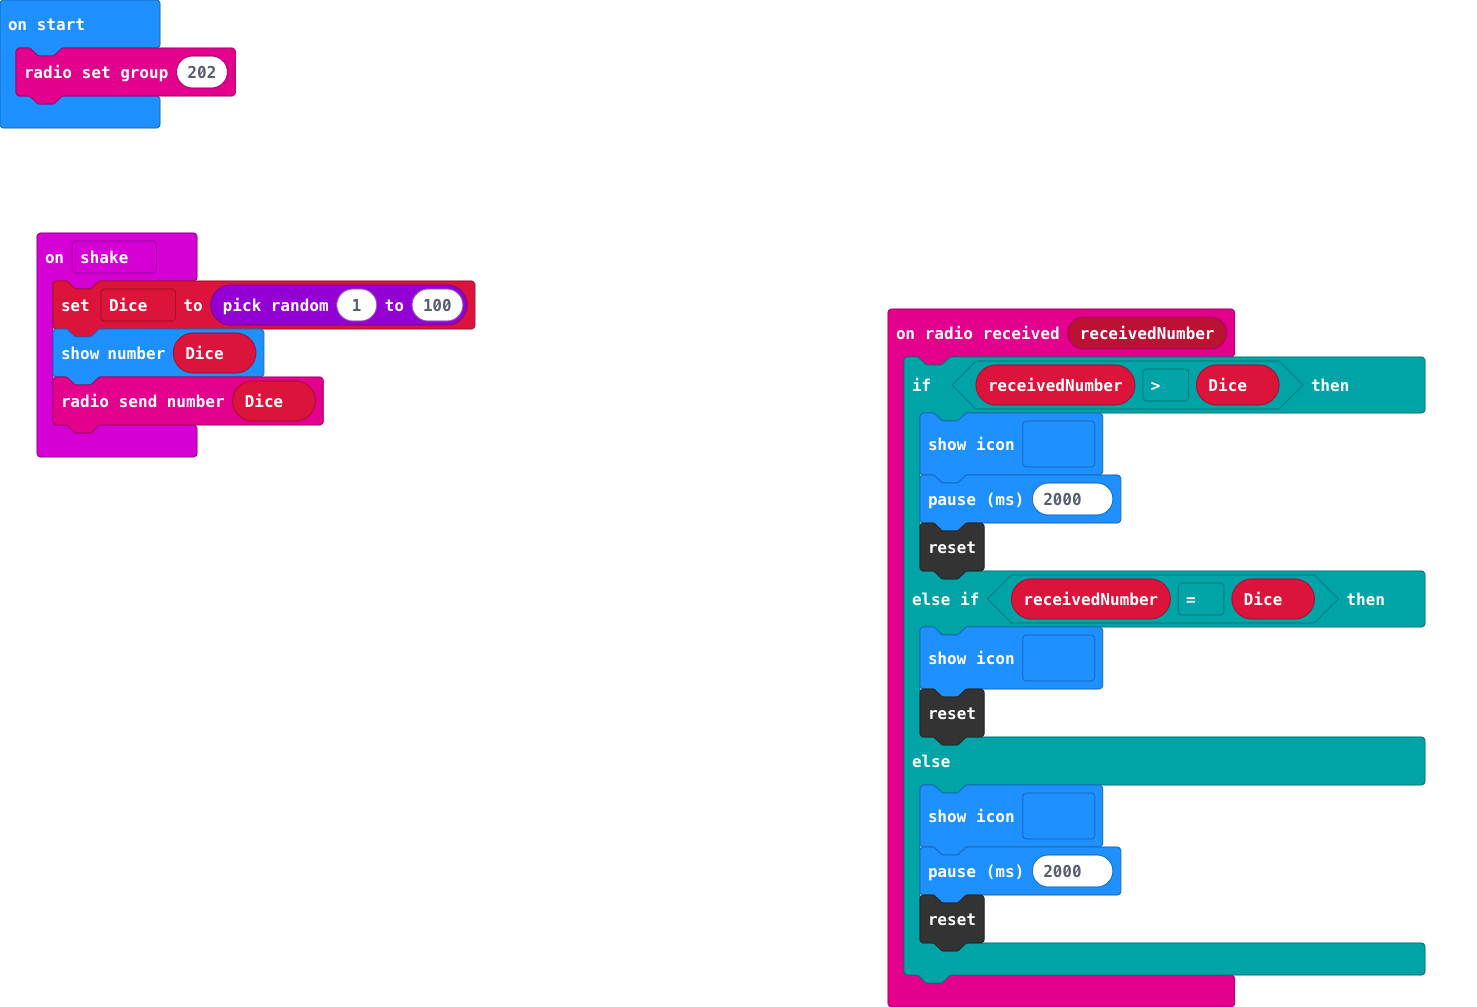 on start
radio set group 202
on shake
set Dice to pick random 1 to 100
show number Dice
radio send number Dice
on radio received receivedNumber
if receivedNumber > Dice then
show icon
pause (ms) 2000
reset
else if receivedNumber = Dice then
show icon
reset
else
show icon
pause (ms) 2000
reset